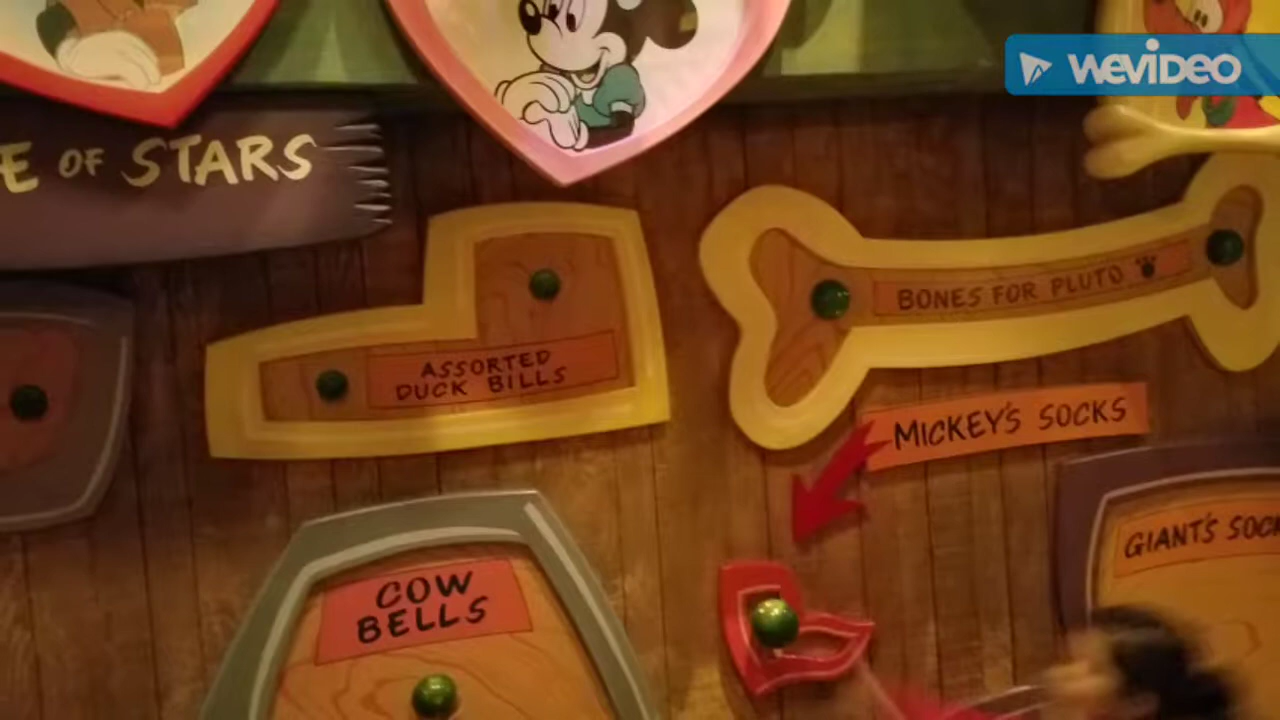 WEVIDEO
E OF STARS
BONES FOR PLUTO
ASSORTED
DUCK BILLS
MICKEY'S SOCKS
GIANT'S SOC
COW
BELLS